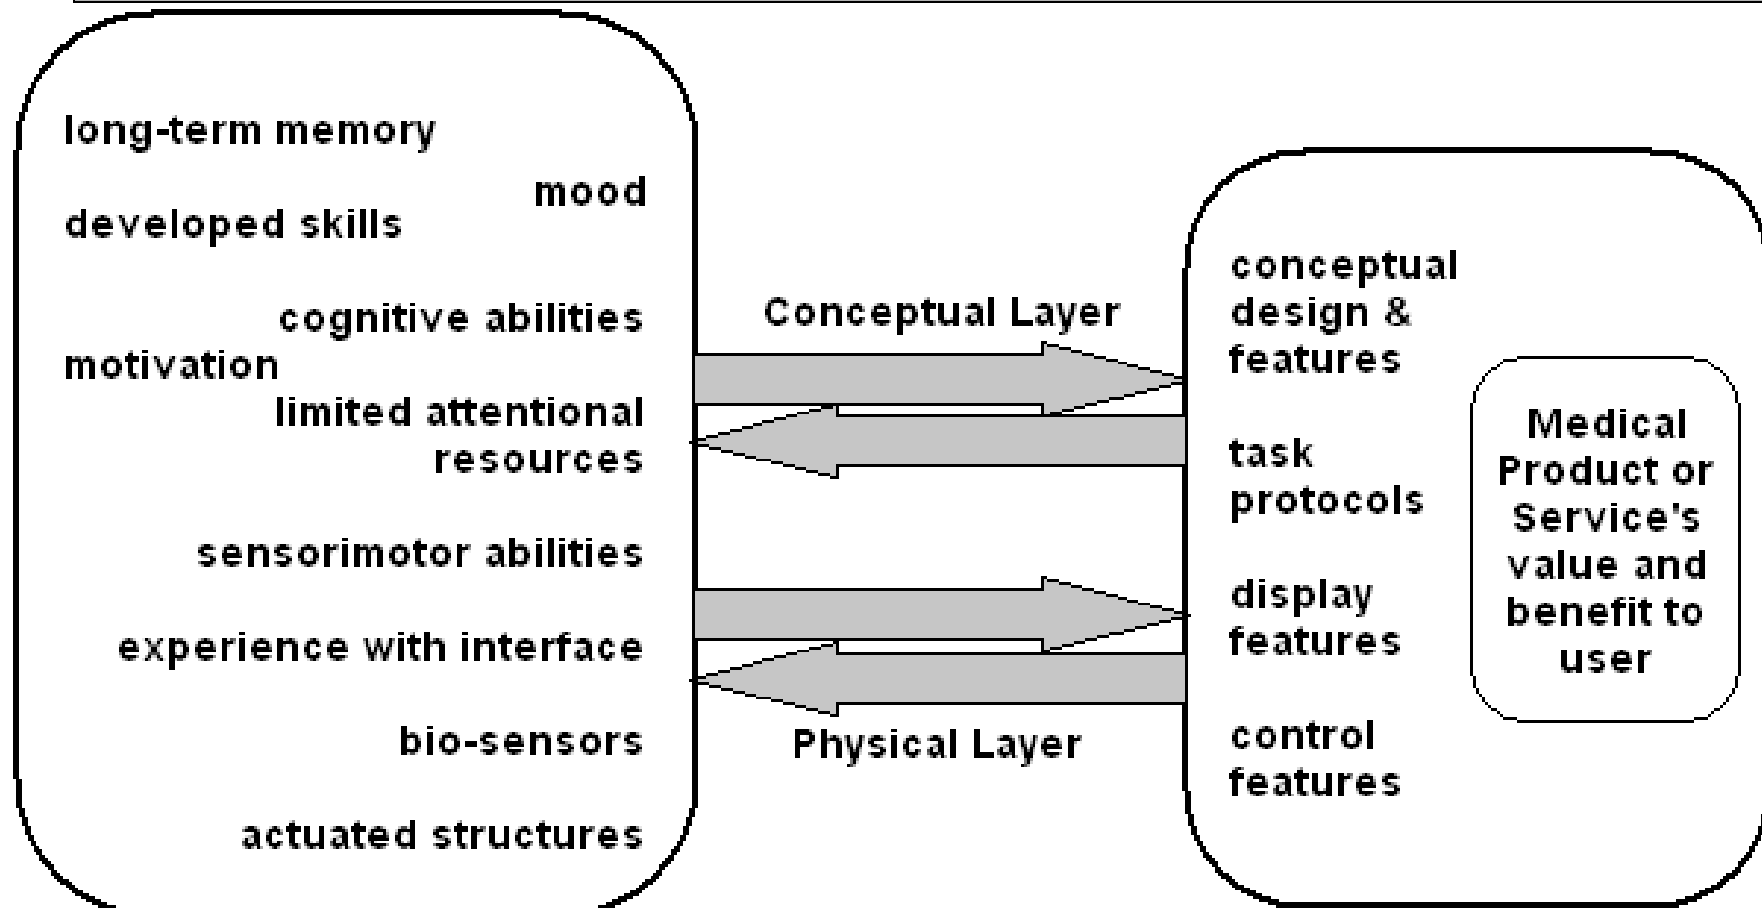 long-term memory
mood
developed skills
cognitive abilities
motivation
limited attentional
resources
sensorimotor abilities
experience with interface
bio-sensors
actuated structures
Conceptual Layer
Physical Layer
conceptual
design &
features
task
protocols
display
features
control
features
Medical
Product or
Service's
value and
benefit to
user